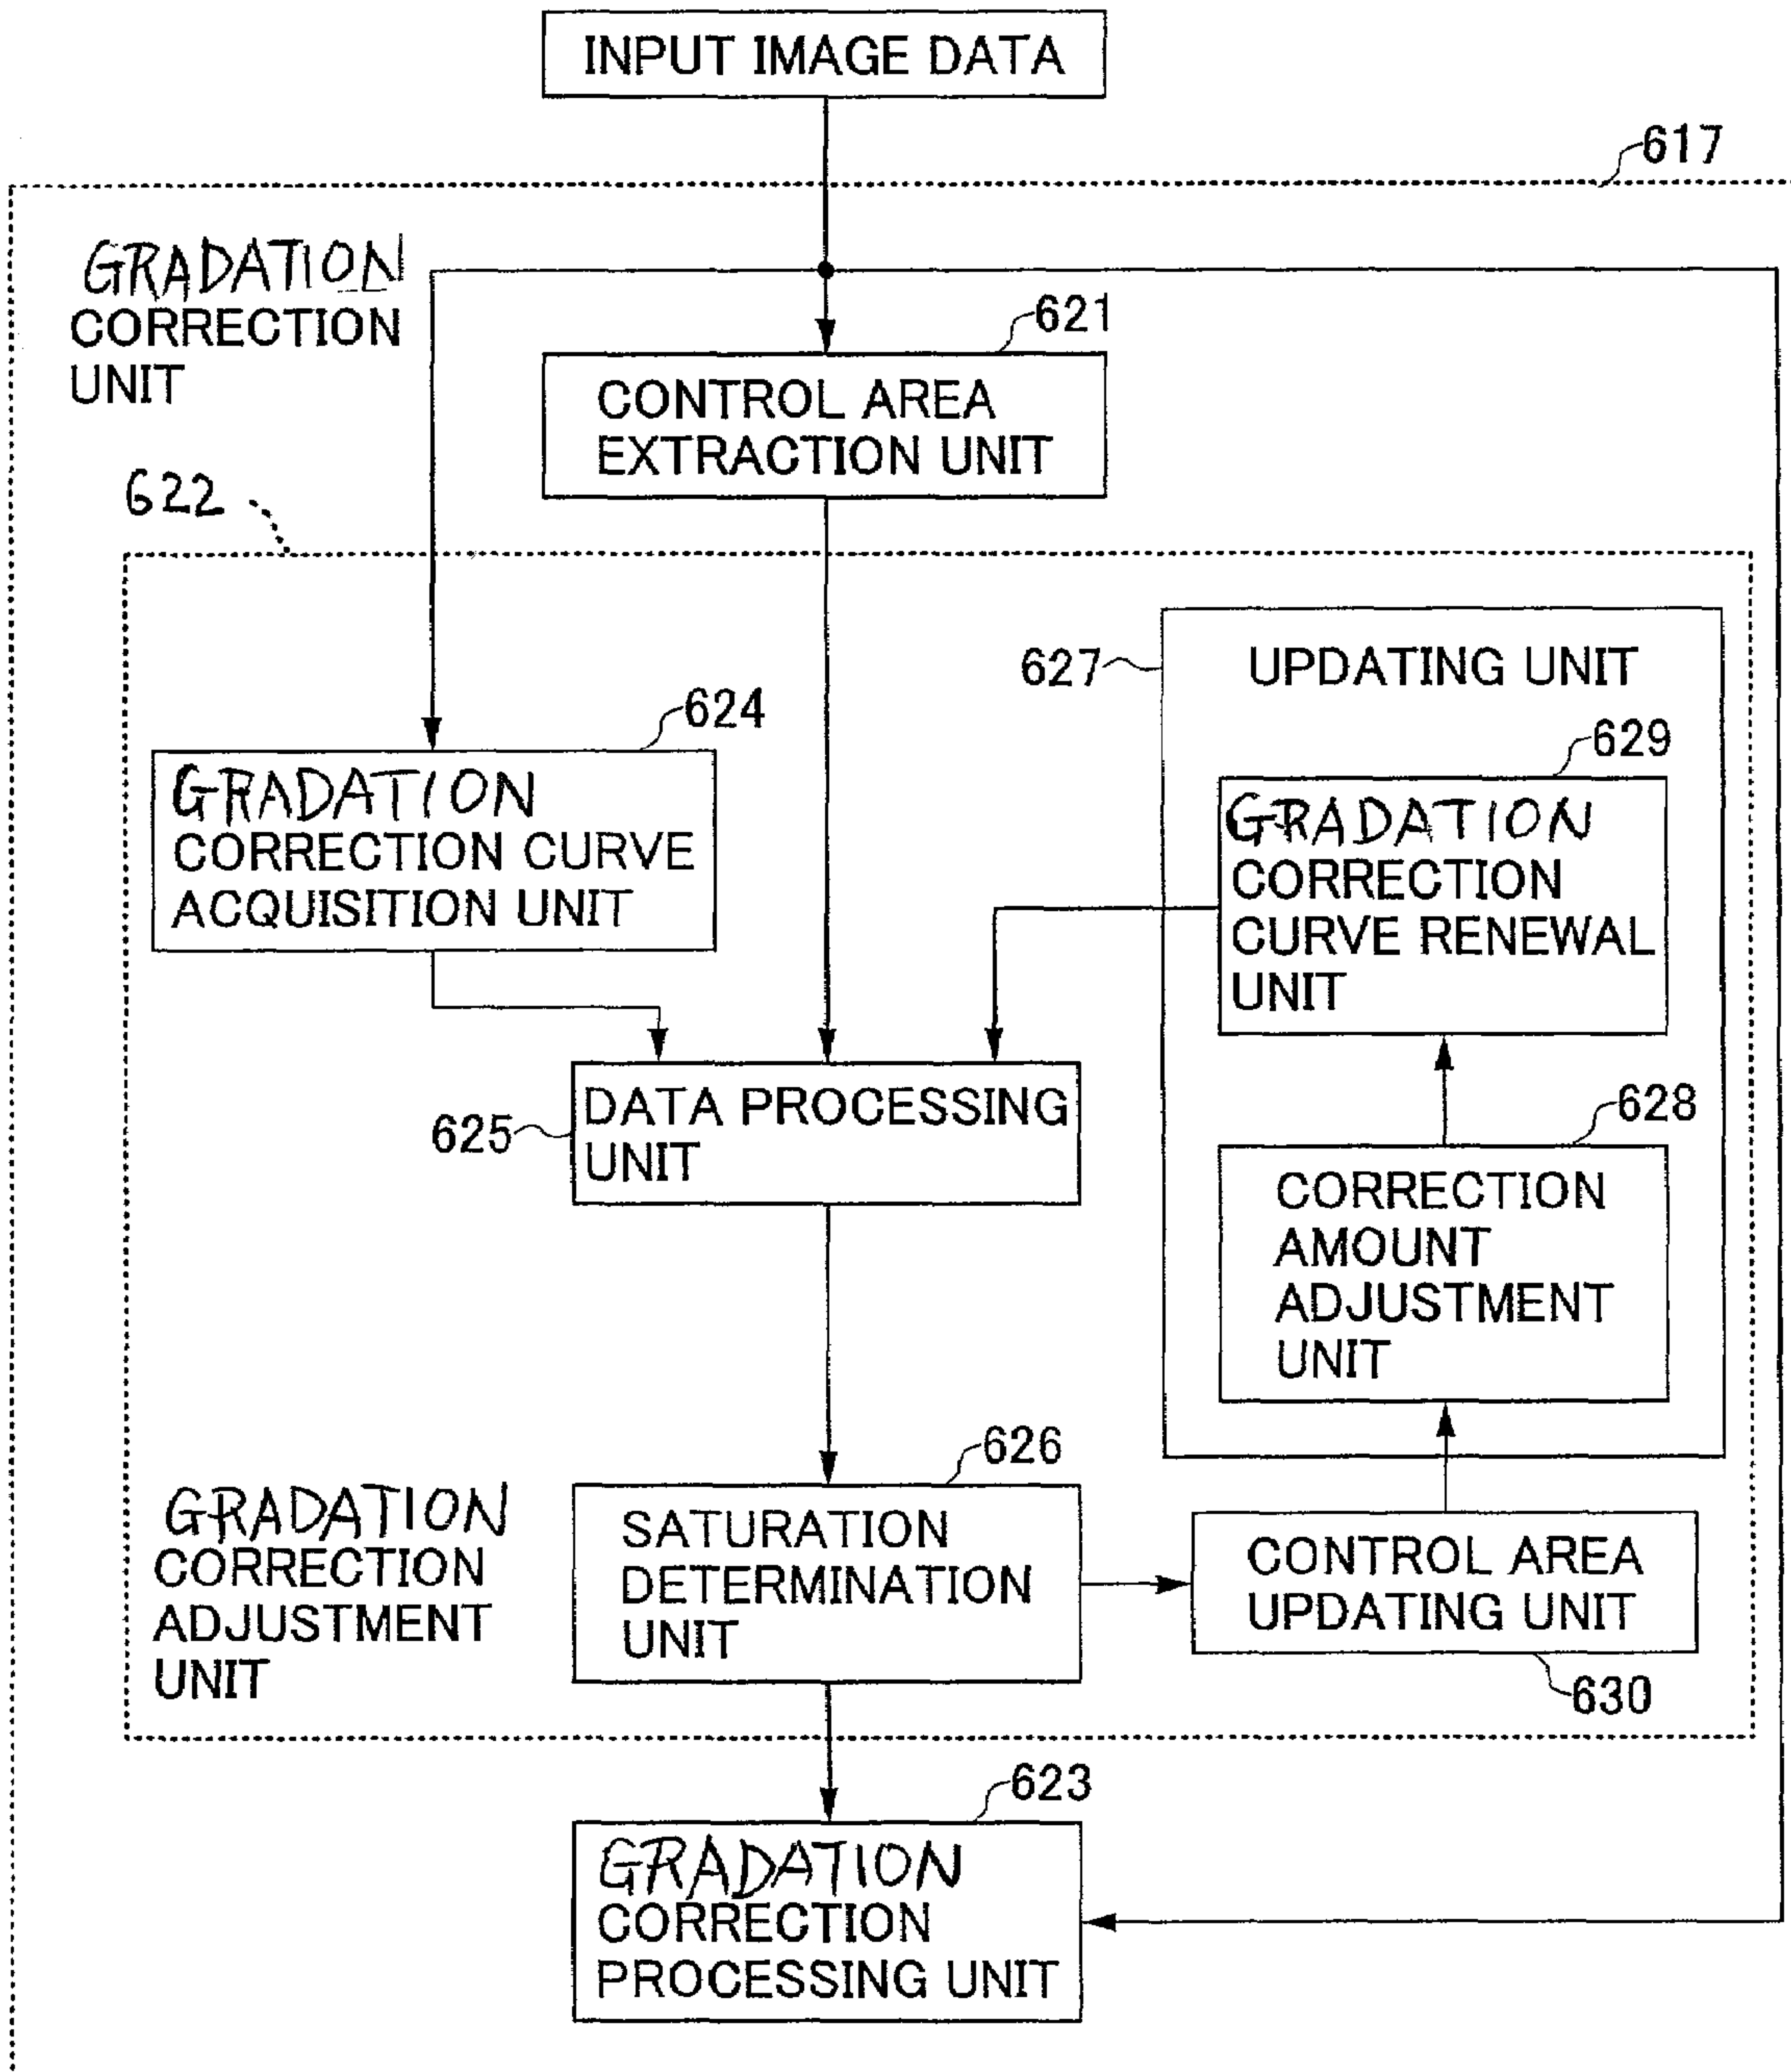 INPUT IMAGE DATA
617
GRADATION
CORRECTION
UNIT
621
CONTROL AREA
EXTRACTION UNIT
622
627
UPDATING UNIT
624
GRADATION
CORRECTION CURVE
ACQUISITION UNIT
629
GRADATION
CORRECTION
CURVE RENEWAL
UNIT
625
DATA PROCESSING
UNIT
628
CORRECTION
AMOUNT
ADJUSTMENT
UNIT
626
SATURATION
DETERMINATION
UNIT
GRADATION
CORRECTION
ADJUSTMENT
UNIT
CONTROL AREA
UPDATING UNIT
630
623
GRADATION
CORRECTION
PROCESSING UNIT